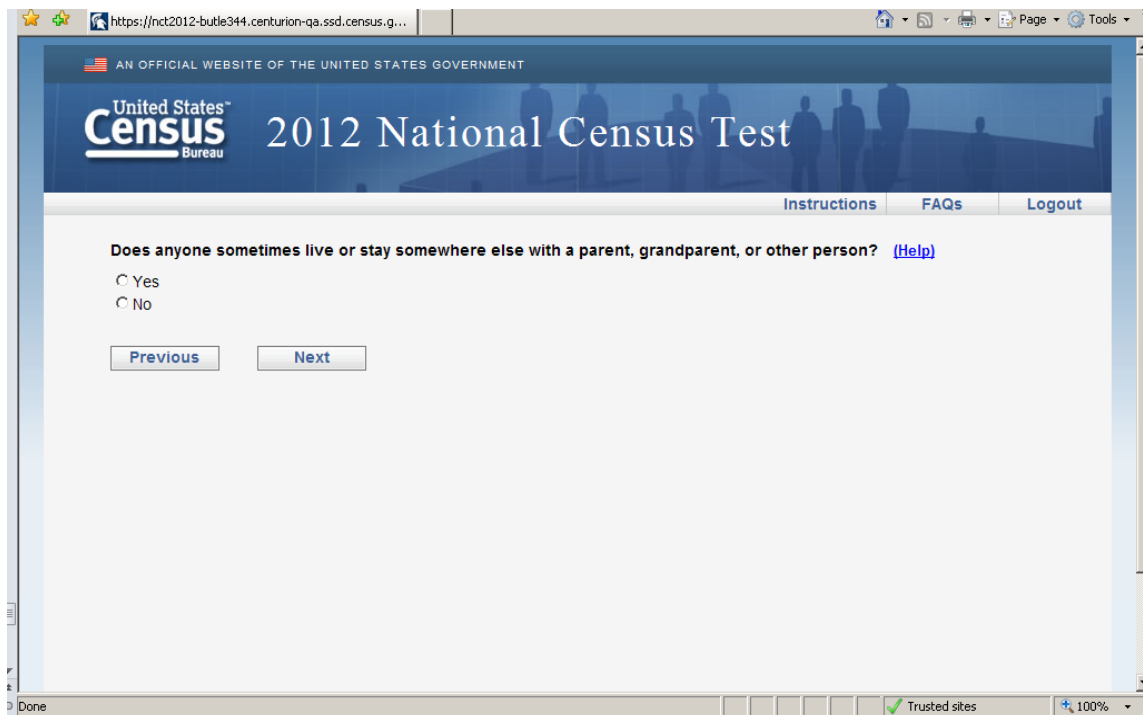 https://nct2012-butle344.centurion-qa.ssd.census.g...
Page
Tools
AN OFFICIAL WEBSITE OF THE UNITED STATES GOVERNMENT
United States™
Census
Bureau
2012 National Census Test
Instructions FAQs Logout
Does anyone sometimes live or stay somewhere else with a parent, grandparent, or other person? (Help)
Yes
No
Previous Next
Done Trusted sites 100%